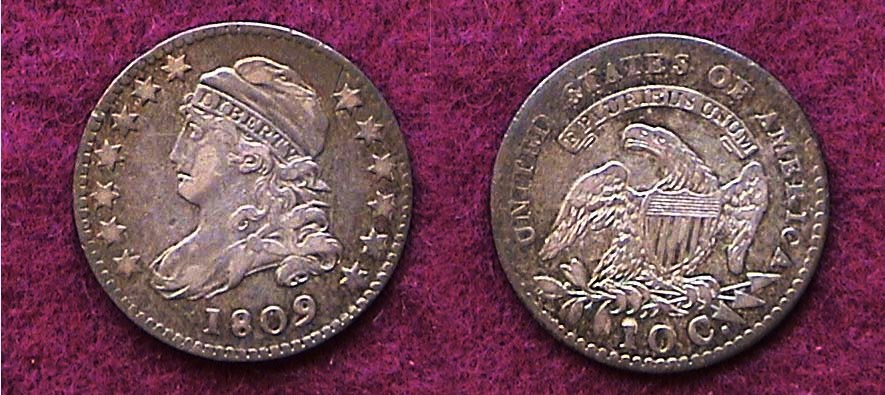 LIBERTY
1809
UNITED STATES OF AMERICA
E PLURIBUS UNUM
10 C.